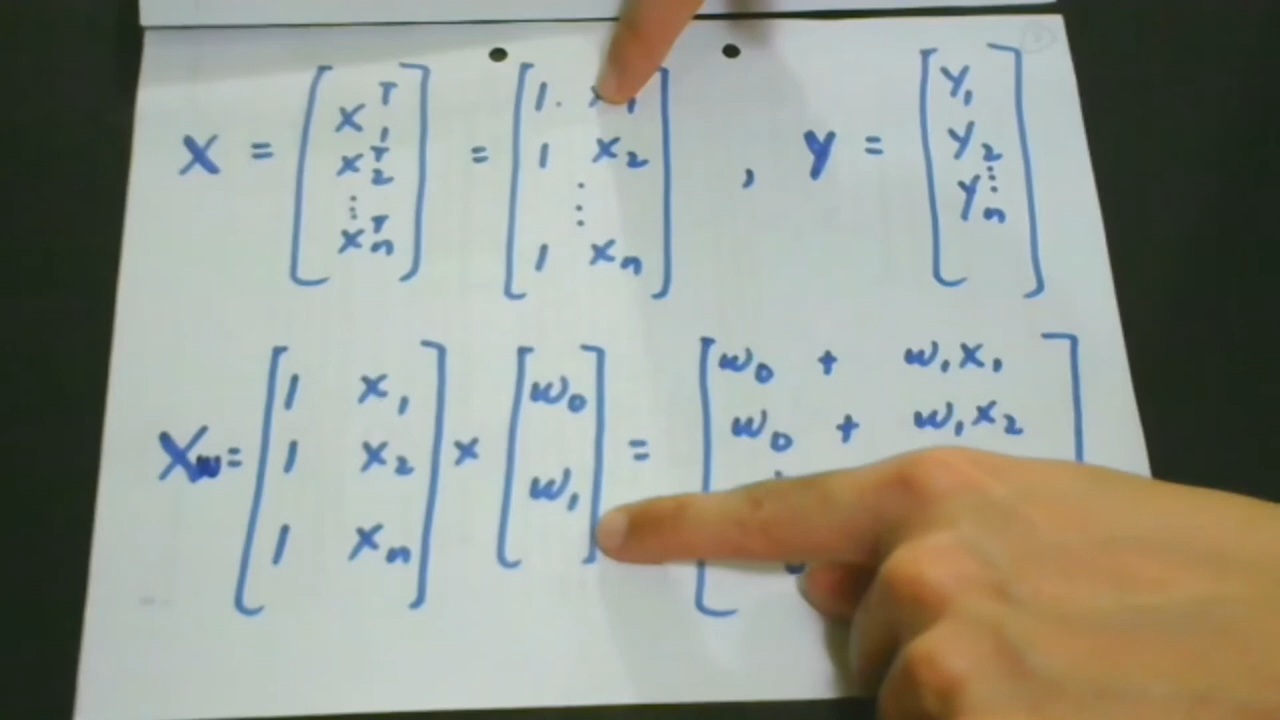 X = [ x₁ᵀ x₂ᵀ ⋮ xₙᵀ ] = [ 1 x₁ 1 x₂ ⋮ 1 xₙ ] , y = [ y₁ y₂ ⋮ yₙ ]
Xw = [ 1 x₁ 1 x₂ 1 xₙ ] × [ w₀ w₁ ] = [ w₀ + w₁x₁ w₀ + w₁x₂